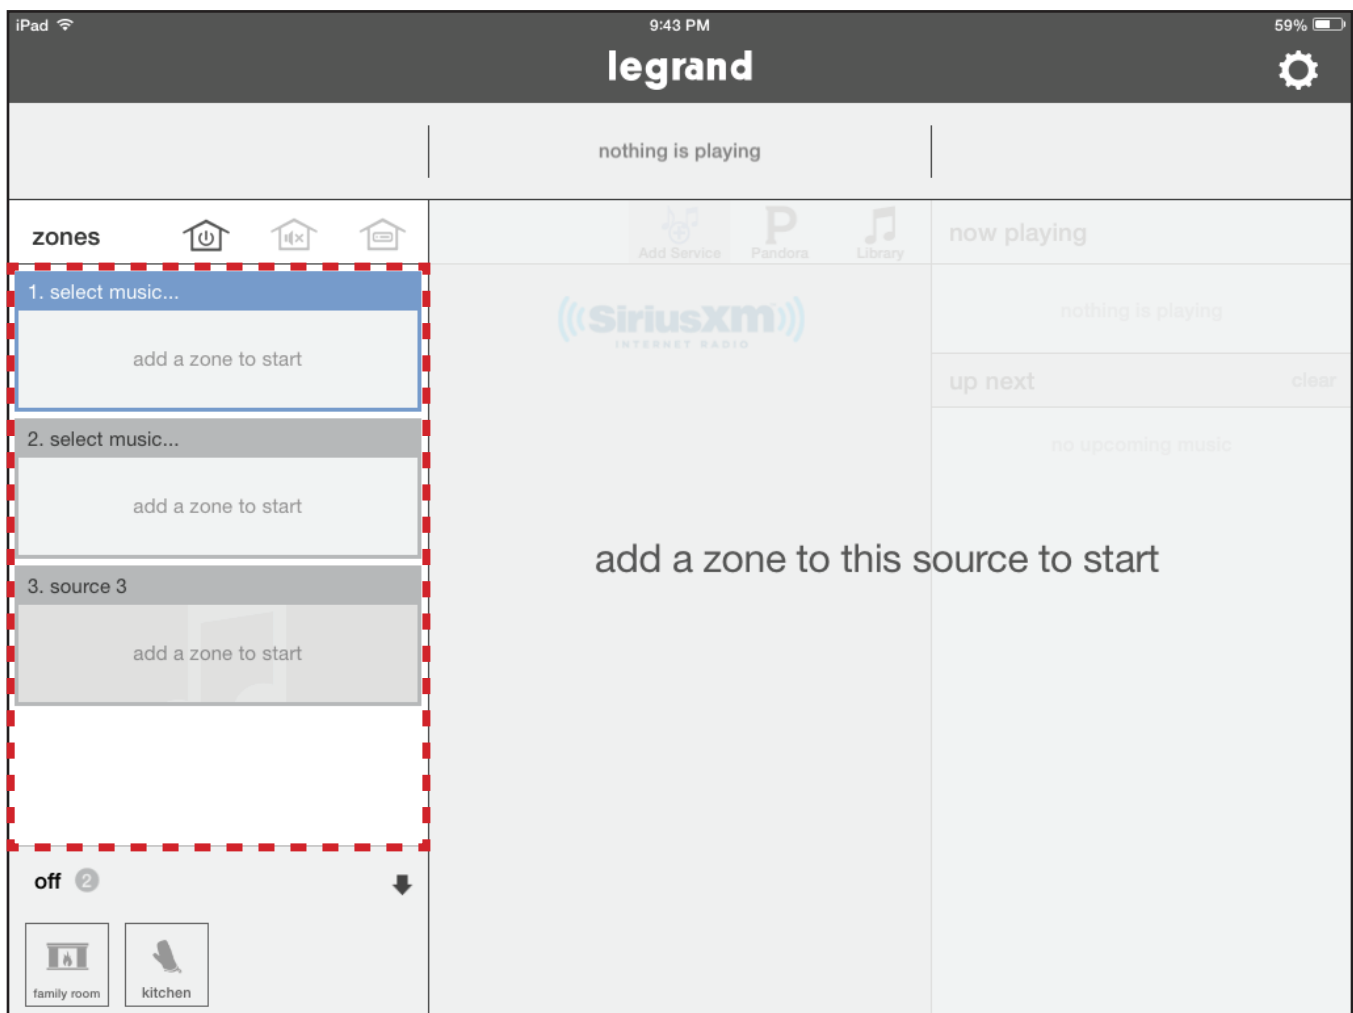 iPad
9:43 PM
59%
legrand
nothing is playing
zones
Add Service
Pandora
Library
now playing
1. select music...
add a zone to start
SiriusXM
INTERNET RADIO
nothing is playing
up next
clear
2. select music...
add a zone to start
no upcoming music
add a zone to this source to start
3. source 3
add a zone to start
off 2
family room
kitchen